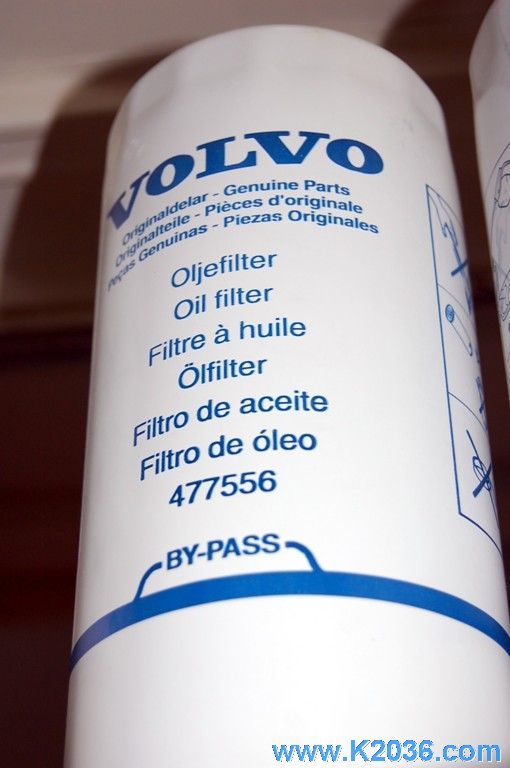 VOLVO
Originaldelar - Genuine Parts
Originalteile - Pièces d'originale
Peças Genuinas - Piezas Originales
Oljefilter
Oil filter
Filtre à huile
Ölfilter
Filtro de aceite
Filtro de óleo
477556
BY-PASS
www.K2036.com